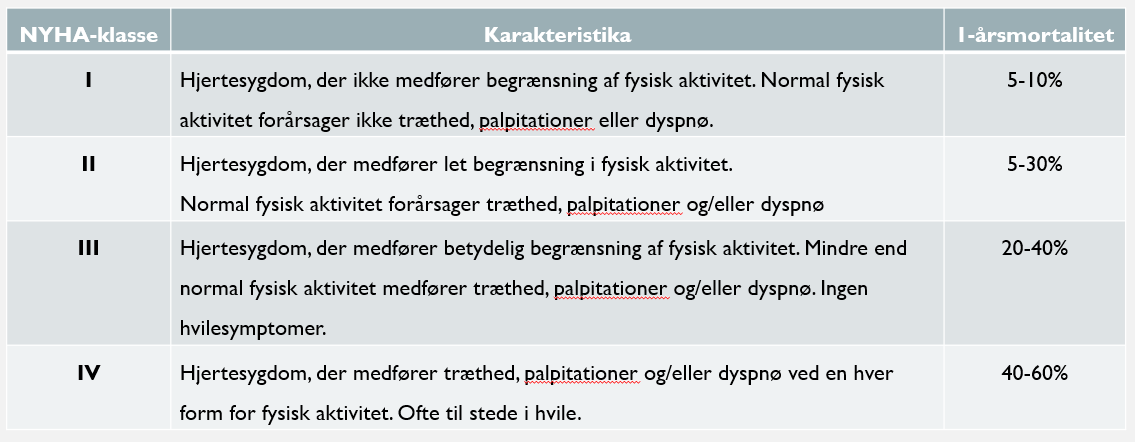 NYHA-klasse Karakteristika 1-årsmortalitet
I Hjertesygdom, der ikke medfører begrænsning af fysisk aktivitet. Normal fysisk 5-10%
aktivitet forårsager ikke træthed, palpitationer eller dyspnø.
II Hjertesygdom, der medfører let begrænsning i fysisk aktivitet. 5-30%
Normal fysisk aktivitet forårsager træthed, palpitationer og/eller dyspnø
III Hjertesygdom, der medfører betydelig begrænsning af fysisk aktivitet. Mindre end 20-40%
normal fysisk aktivitet medfører træthed, palpitationer og/eller dyspnø. Ingen
hvilesymptomer.
IV Hjertesygdom, der medfører træthed, palpitationer og/eller dyspnø ved en hver 40-60%
form for fysisk aktivitet. Ofte til stede i hvile.